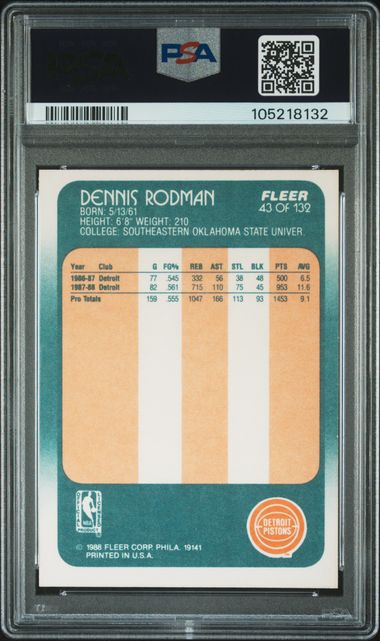 PSA
105218132
DENNIS RODMAN
BORN: 5/13/61
HEIGHT: 6'8" WEIGHT: 210
COLLEGE: SOUTHEASTERN OKLAHOMA STATE UNIVER.
FLEER
43 OF 132
Year Club G FG% REB AST STL BLK PTS AVG
1986-87 Detroit 77 .545 332 56 38 48 500 6.5
1987-88 Detroit 82 .561 715 110 75 45 953 11.6
Pro Totals 159 .555 1047 166 113 93 1453 9.1
NBA
DETROIT
PISTONS
© 1988 FLEER CORP. PHILA. 19141
PRINTED IN U.S.A.